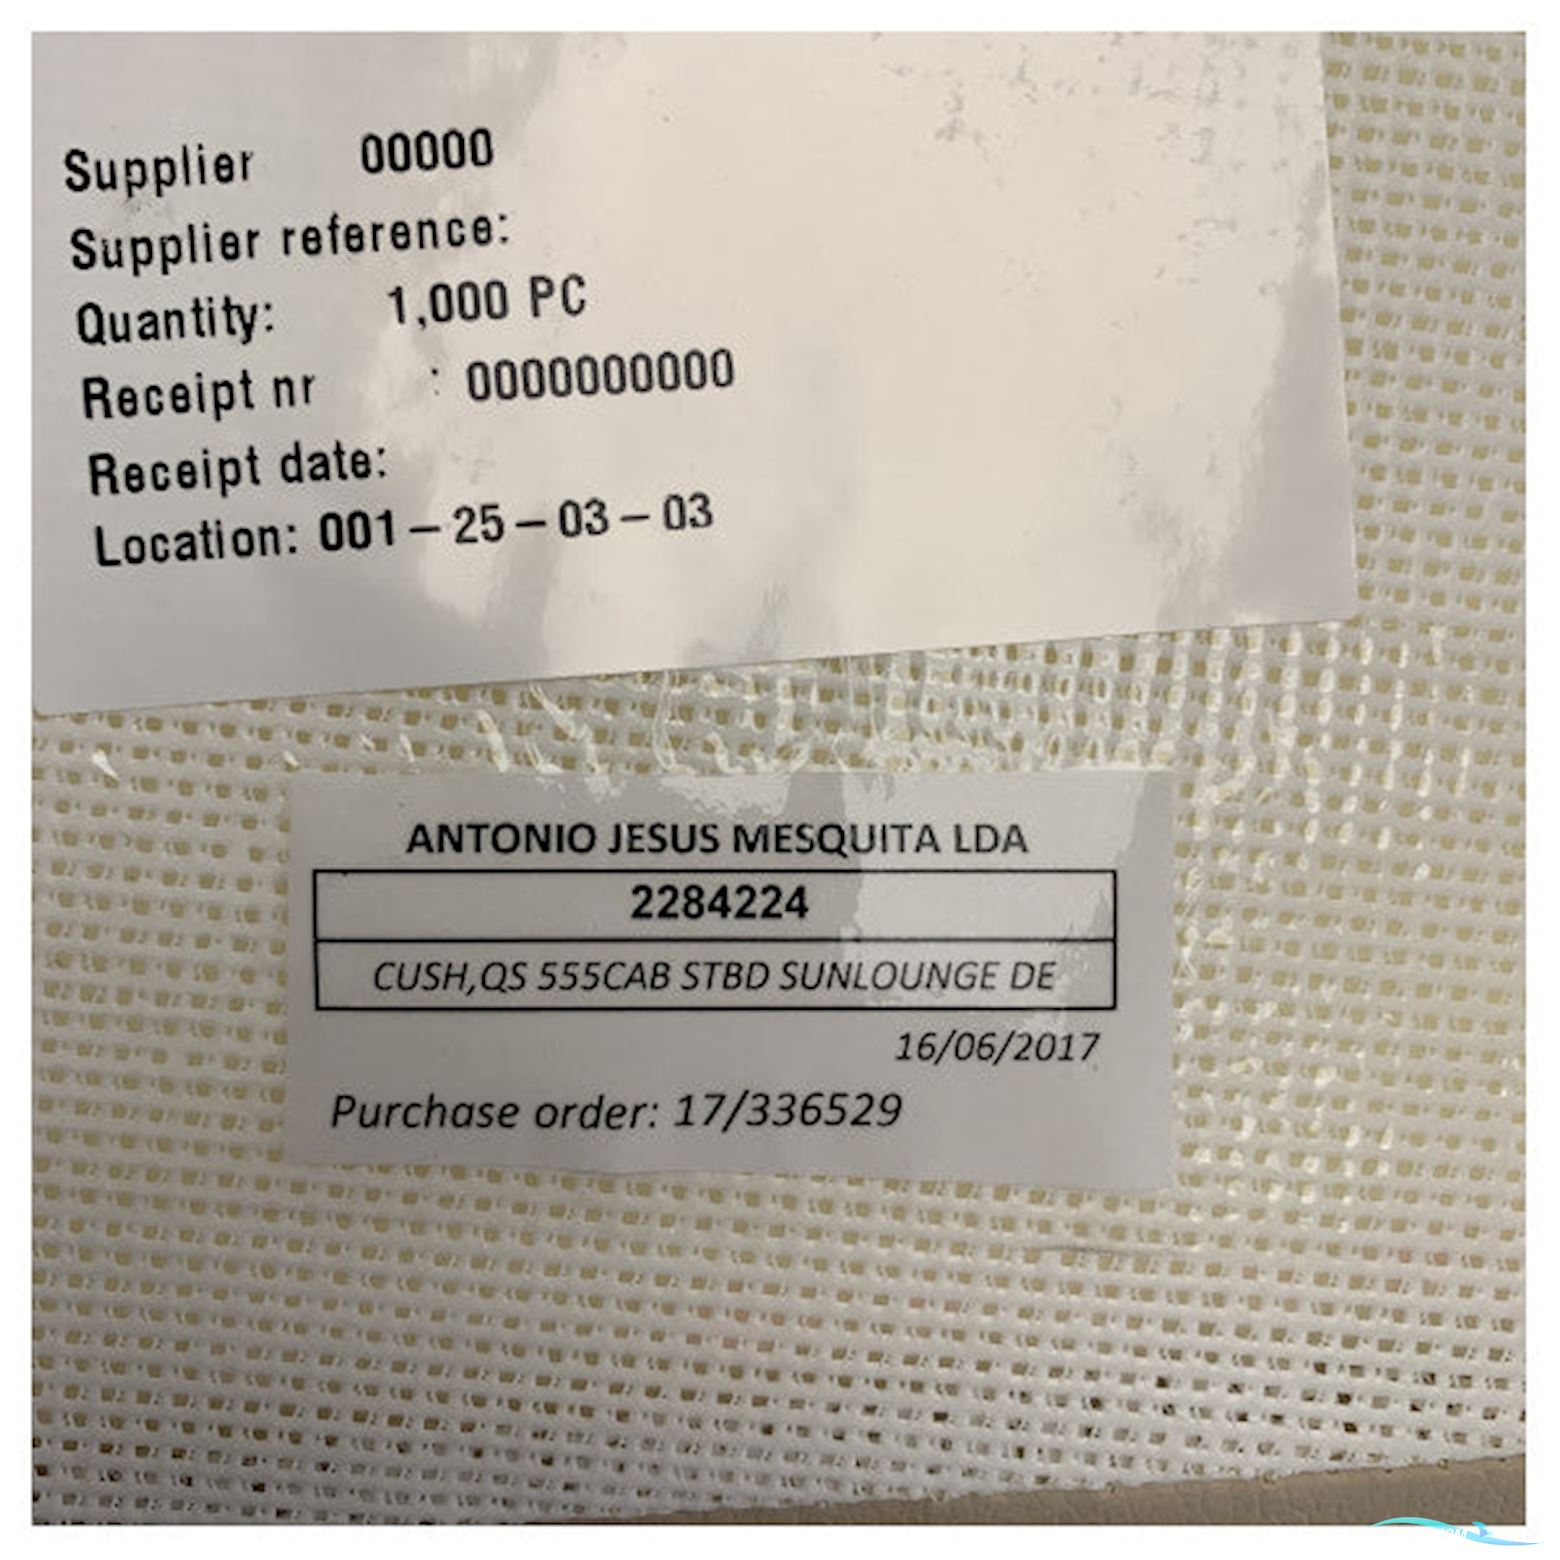 Supplier 00000
Supplier reference:
Quantity: 1,000 PC
Receipt nr : 0000000000
Receipt date:
Location: 001-25-03-03
ANTONIO JESUS MESQUITA LDA
2284224
CUSH,QS 555CAB STBD SUNLOUNGE DE
16/06/2017
Purchase order: 17/336529